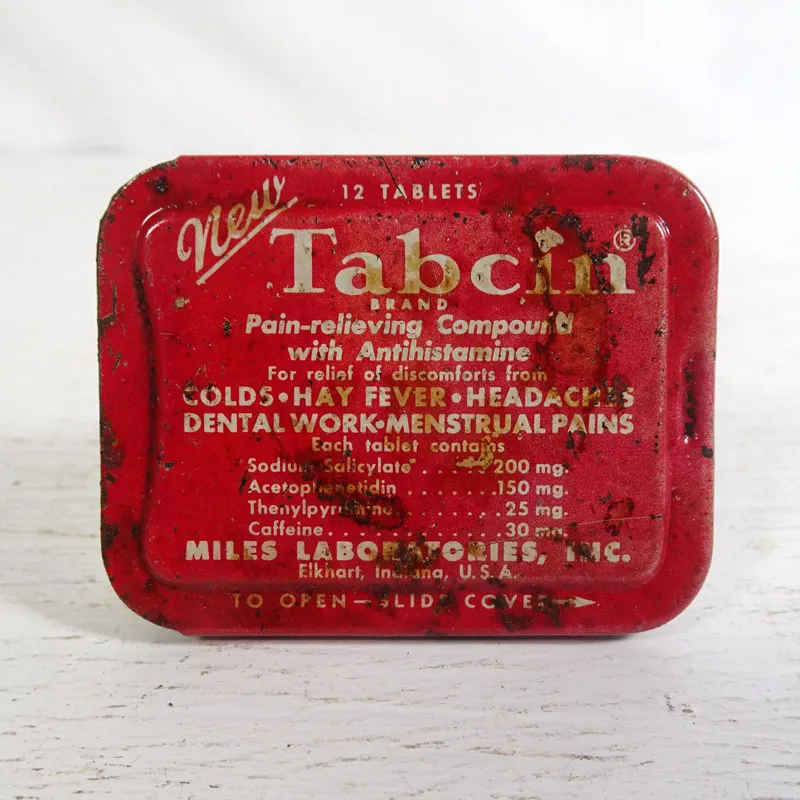 New
12 TABLETS
Tabcin®
BRAND
Pain-relieving Compound
with Antihistamine
For relief of discomforts from
COLDS•HAY FEVER•HEADACHES
DENTAL WORK•MENSTRUAL PAINS
Each tablet contains
Sodium Salicylate . . . . . . 200 mg.
Acetophenetidin . . . . . . . 150 mg.
Thenylpyramine . . . . . . . 25 mg.
Caffeine . . . . . . . . . . . . 30 mg.
MILES LABORATORIES, INC.
Elkhart, Indiana, U.S.A.
TO OPEN—SLIDE COVER→